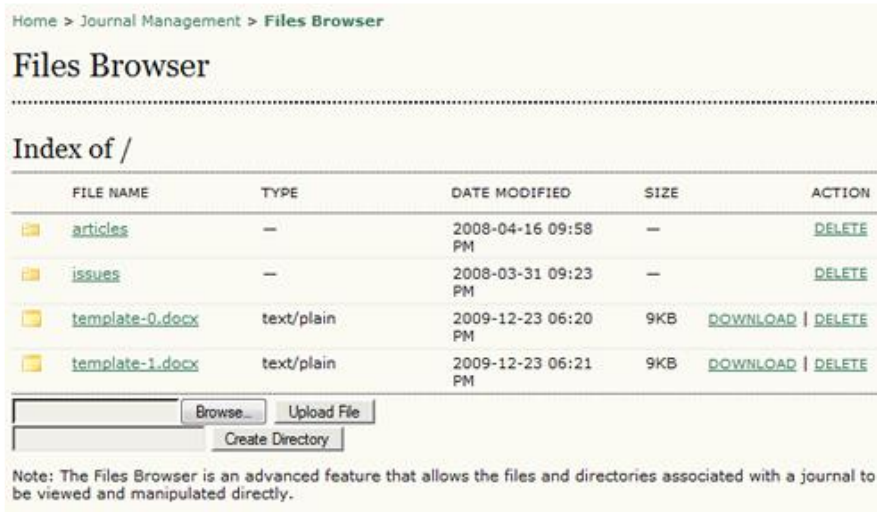 Home > Journal Management > Files Browser
Files Browser
Index of /
FILE NAME TYPE DATE MODIFIED SIZE ACTION
articles — 2008-04-16 09:58 PM — DELETE
issues — 2008-03-31 09:23 PM — DELETE
template-0.docx text/plain 2009-12-23 06:20 PM 9KB DOWNLOAD | DELETE
template-1.docx text/plain 2009-12-23 06:21 PM 9KB DOWNLOAD | DELETE
Browse... Upload File
Create Directory
Note: The Files Browser is an advanced feature that allows the files and directories associated with a journal to
be viewed and manipulated directly.